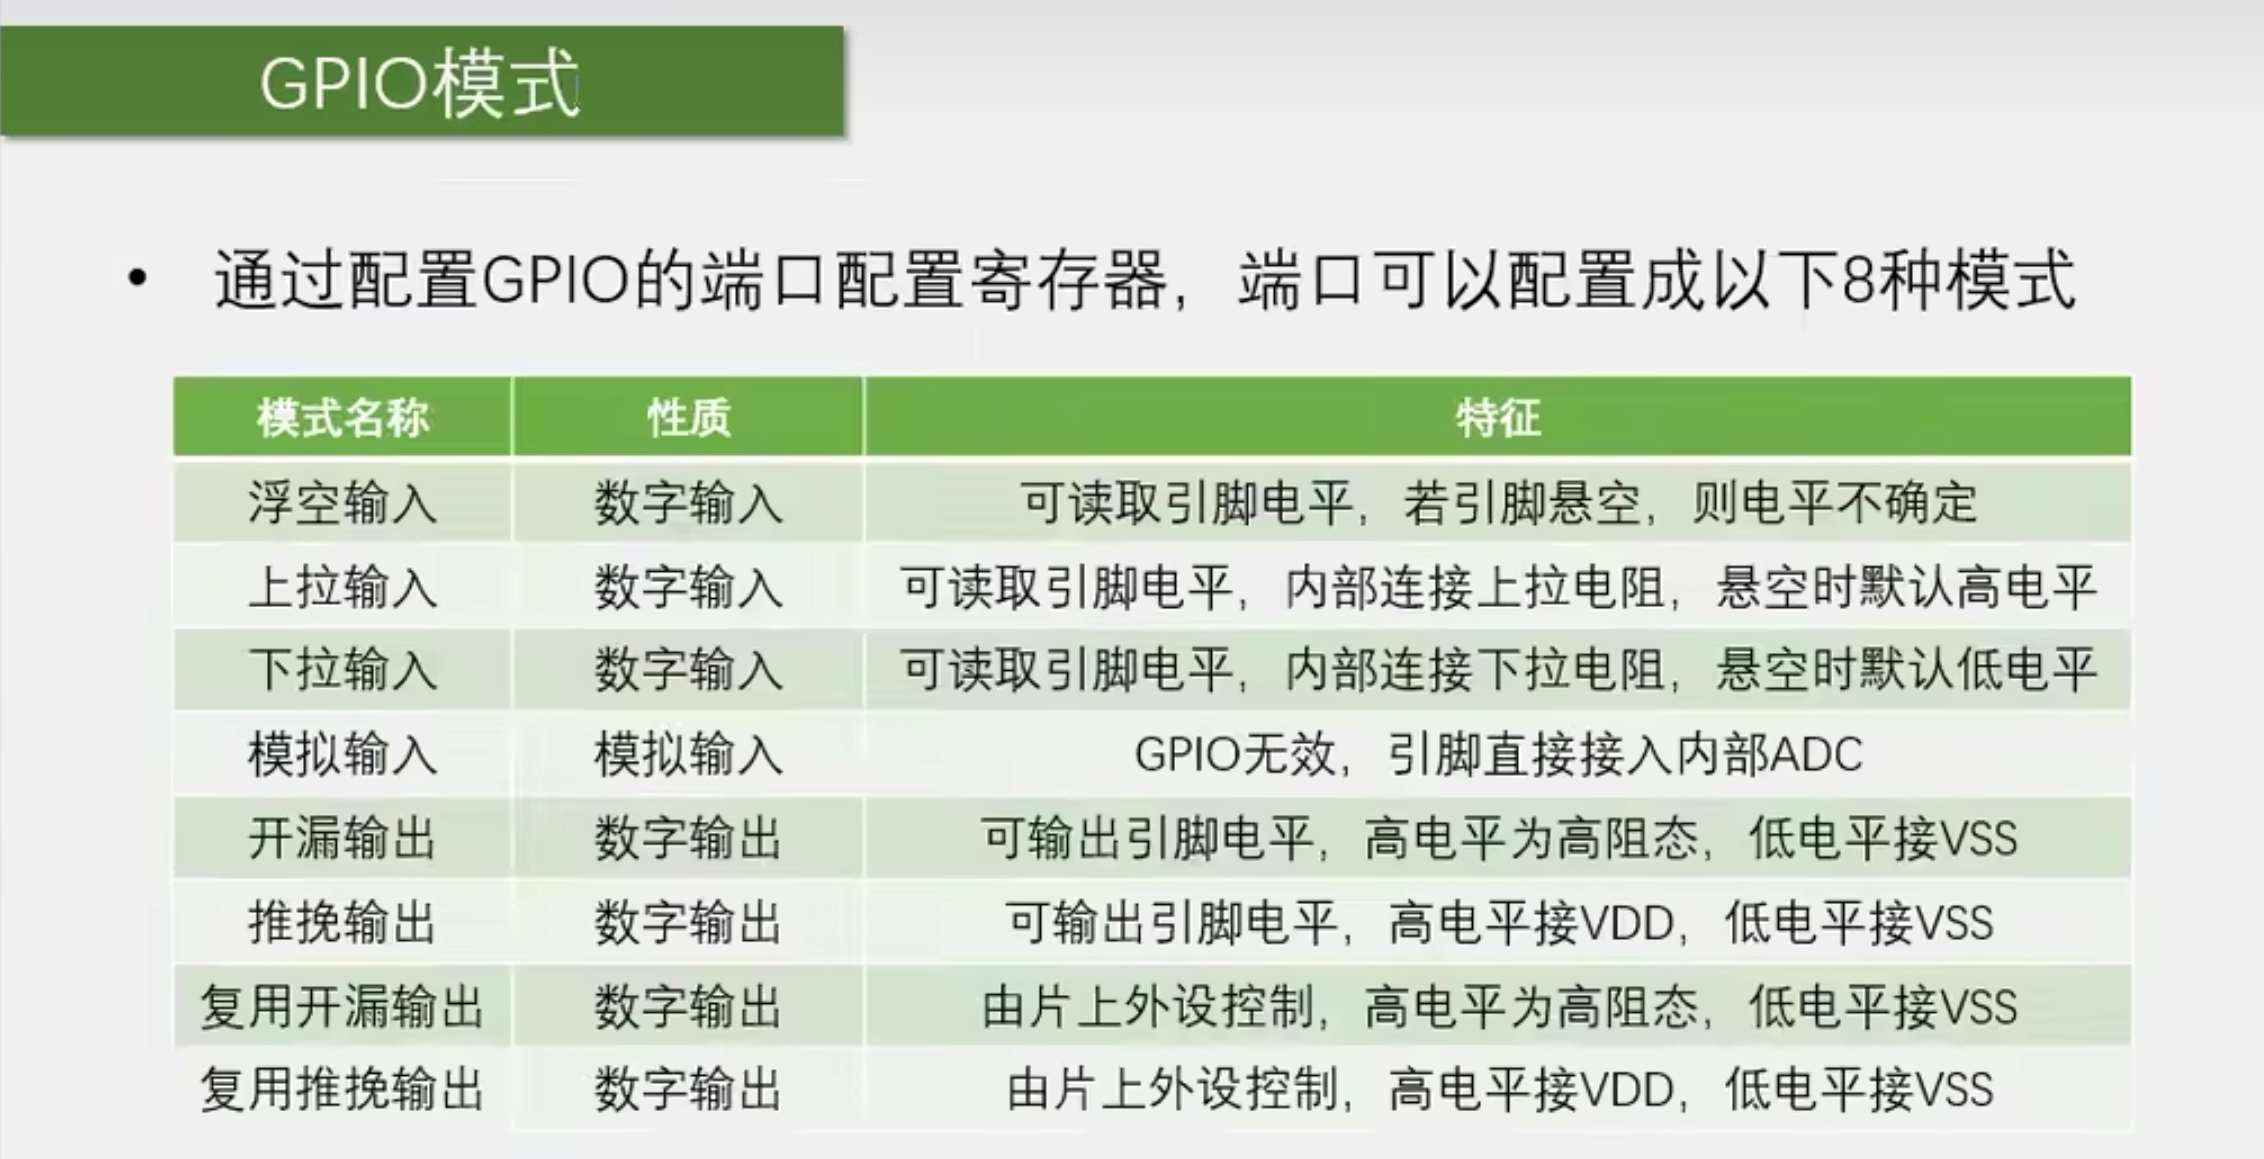 GPIO模式
• 通过配置GPIO的端口配置寄存器，端口可以配置成以下8种模式
模式名称 性质 特征
浮空输入 数字输入 可读取引脚电平，若引脚悬空，则电平不确定
上拉输入 数字输入 可读取引脚电平，内部连接上拉电阻，悬空时默认高电平
下拉输入 数字输入 可读取引脚电平，内部连接下拉电阻，悬空时默认低电平
模拟输入 模拟输入 GPIO无效，引脚直接接入内部ADC
开漏输出 数字输出 可输出引脚电平，高电平为高阻态，低电平接VSS
推挽输出 数字输出 可输出引脚电平，高电平接VDD，低电平接VSS
复用开漏输出 数字输出 由片上外设控制，高电平为高阻态，低电平接VSS
复用推挽输出 数字输出 由片上外设控制，高电平接VDD，低电平接VSS